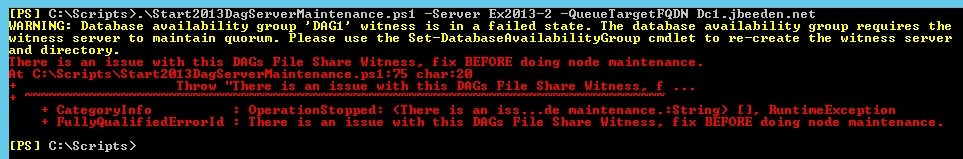 [PS] C:\Scripts>.\Start2013DagServerMaintenance.ps1 -Server Ex2013-2 -QueueTargetFQDN Dc1.jbeeden.net
WARNING: Database availability group 'DAG1' witness is in a failed state. The database availability group requires the
witness server to maintain quorum. Please use the Set-DatabaseAvailabilityGroup cmdlet to re-create the witness server
and directory.
There is an issue with this DAGs File Share Witness, fix BEFORE doing node maintenance.
At C:\Scripts\Start2013DagServerMaintenance.ps1:75 char:20
+                    Throw "There is an issue with this DAGs File Share Witness, f ...
+ ~~~~~~~~~~~~~~~~~~~~~~~~~~~~~~~~~~~~~~~~~~~~~~~~~~~~~~~~~~~~~~~~~~~~~~~~~~~~~~~~~
    + CategoryInfo          : OperationStopped: (There is an iss...de maintenance.:String) [], RuntimeException
    + FullyQualifiedErrorId : There is an issue with this DAGs File Share Witness, fix BEFORE doing node maintenance.
[PS] C:\Scripts>